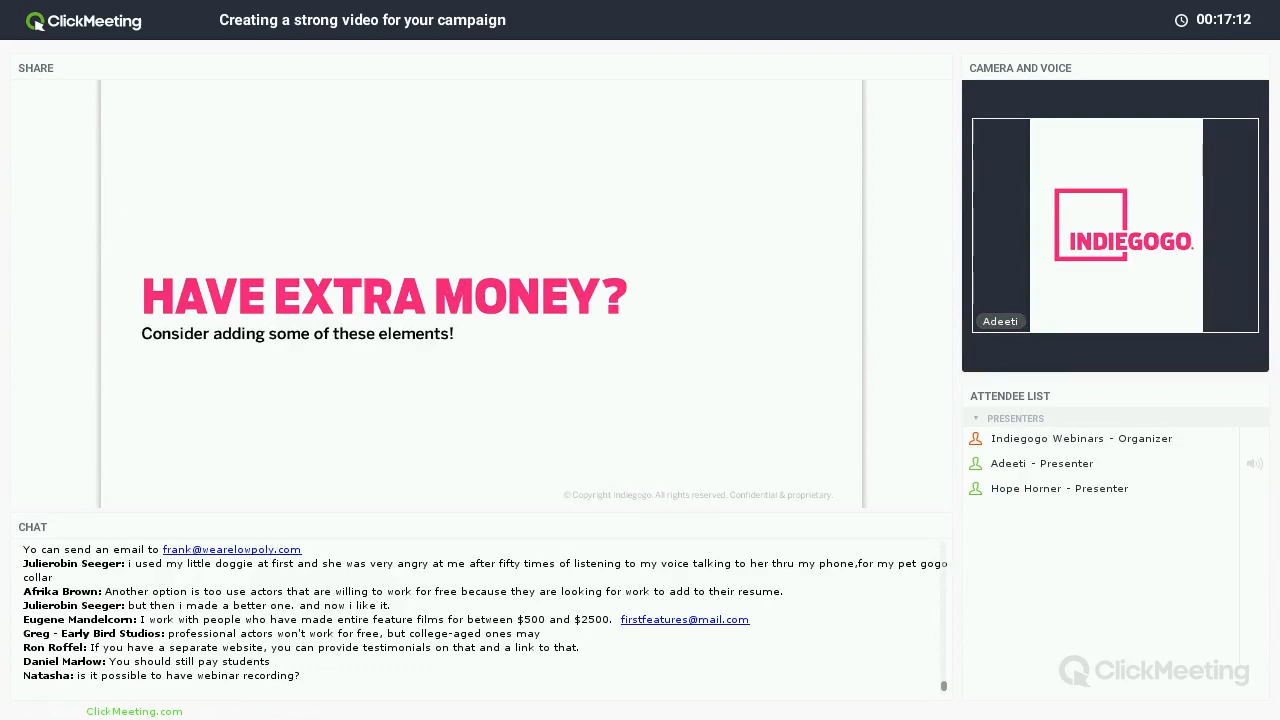 ClickMeeting
Creating a strong video for your campaign
00:17:12
SHARE
HAVE EXTRA MONEY?
Consider adding some of these elements!
© Copyright indiegogo. All rights reserved. Confidential & proprietary.
CAMERA AND VOICE
INDIEGOGO.
Adeeti
ATTENDEE LIST
PRESENTERS
Indiegogo Webinars - Organizer
Adeeti - Presenter
Hope Horner - Presenter
ClickMeeting
CHAT
Yo can send an email to frank@wearelowpoly.com
Julierobin Seeger: i used my little doggie at first and she was very angry at me after fifty times of listening to my voice talking to her thru my phone,for my pet gogo
collar
Afrika Brown: Another option is too use actors that are willing to work for free because they are looking for work to add to their resume.
Julierobin Seeger: but then i made a better one. and now i like it.
Eugene Mandelcorn: I work with people who have made entire feature films for between $500 and $2500. firstfeatures@mail.com
Greg - Early Bird Studios: professional actors won't work for free, but college-aged ones may
Ron Roffel: If you have a separate website, you can provide testimonials on that and a link to that.
Daniel Marlow: You should still pay students
Natasha: is it possible to have webinar recording?
ClickMeeting.com